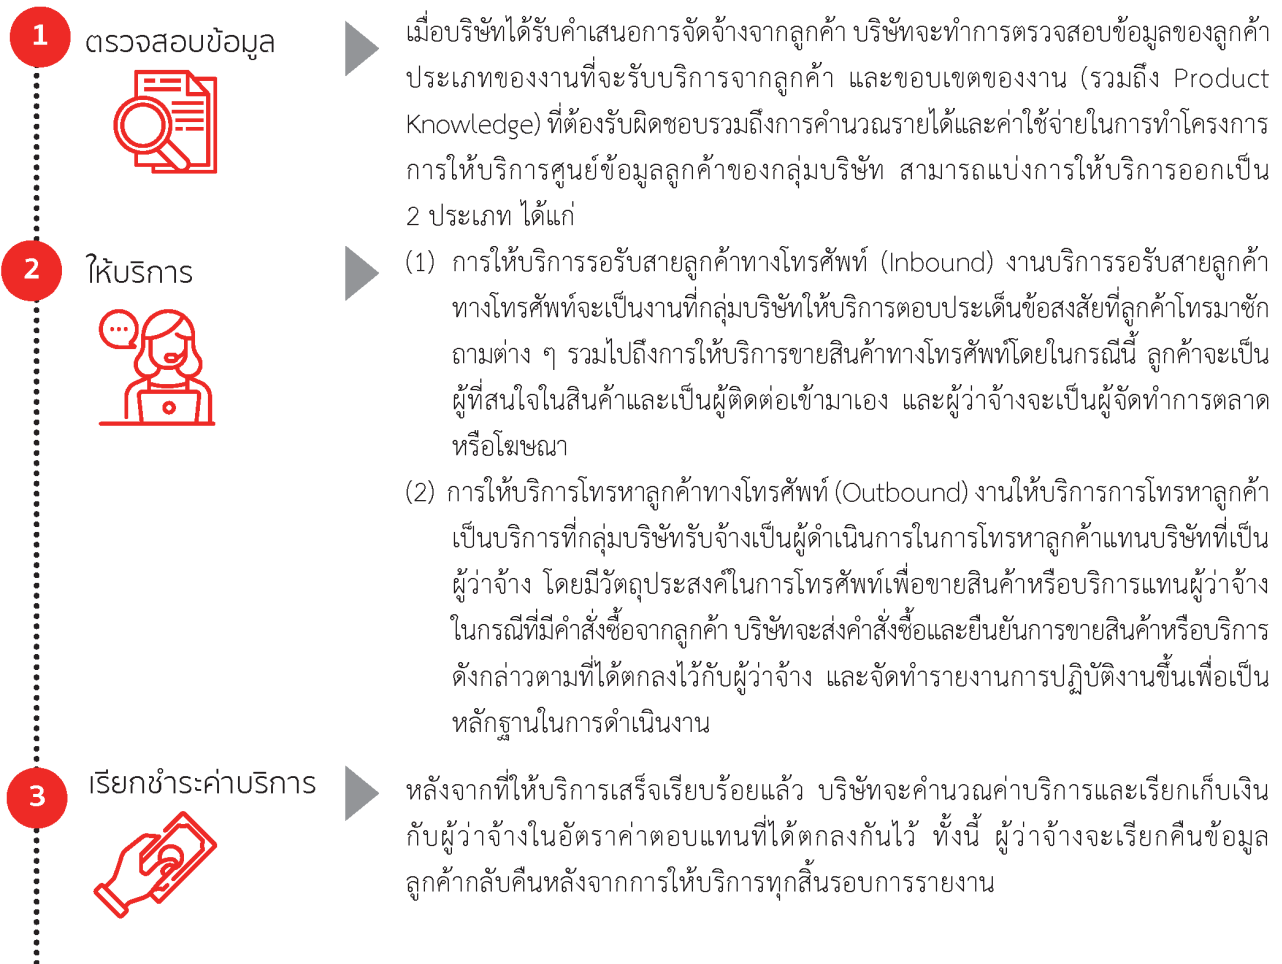 1
ตรวจสอบข้อมูล
เมื่อบริษัทได้รับคำเสนอการจัดจ้างจากลูกค้า บริษัทจะทำการตรวจสอบข้อมูลของลูกค้า
ประเภทของงานที่จะรับบริการจากลูกค้า และขอบเขตของงาน (รวมถึง Product
Knowledge) ที่ต้องรับผิดชอบรวมถึงการคำนวณรายได้และค่าใช้จ่ายในการทำโครงการ
การให้บริการศูนย์ข้อมูลลูกค้าของกลุ่มบริษัท สามารถแบ่งการให้บริการออกเป็น
2 ประเภท ได้แก่
2
ให้บริการ
(1) การให้บริการรอรับสายลูกค้าทางโทรศัพท์ (Inbound) งานบริการรอรับสายลูกค้า
ทางโทรศัพท์จะเป็นงานที่กลุ่มบริษัทให้บริการตอบประเด็นข้อสงสัยที่ลูกค้าโทรมาซัก
ถามต่าง ๆ รวมไปถึงการให้บริการขายสินค้าทางโทรศัพท์โดยในกรณีนี้ ลูกค้าจะเป็น
ผู้ที่สนใจในสินค้าและเป็นผู้ติดต่อเข้ามาเอง และผู้ว่าจ้างจะเป็นผู้จัดทำการตลาด
หรือโฆษณา
(2) การให้บริการโทรหาลูกค้าทางโทรศัพท์ (Outbound) งานให้บริการการโทรหาลูกค้า
เป็นบริการที่กลุ่มบริษัทรับจ้างเป็นผู้ดำเนินการในการโทรหาลูกค้าแทนบริษัทที่เป็น
ผู้ว่าจ้าง โดยมีวัตถุประสงค์ในการโทรศัพท์เพื่อขายสินค้าหรือบริการแทนผู้ว่าจ้าง
ในกรณีที่มีคำสั่งซื้อจากลูกค้า บริษัทจะส่งคำสั่งซื้อและยืนยันการขายสินค้าหรือบริการ
ดังกล่าวตามที่ได้ตกลงไว้กับผู้ว่าจ้าง และจัดทำรายงานการปฏิบัติงานขึ้นเพื่อเป็น
หลักฐานในการดำเนินงาน
3
เรียกชำระค่าบริการ
หลังจากที่ให้บริการเสร็จเรียบร้อยแล้ว บริษัทจะคำนวณค่าบริการและเรียกเก็บเงิน
กับผู้ว่าจ้างในอัตราค่าตอบแทนที่ได้ตกลงกันไว้ ทั้งนี้ ผู้ว่าจ้างจะเรียกคืนข้อมูล
ลูกค้ากลับคืนหลังจากการให้บริการทุกสิ้นรอบการรายงาน